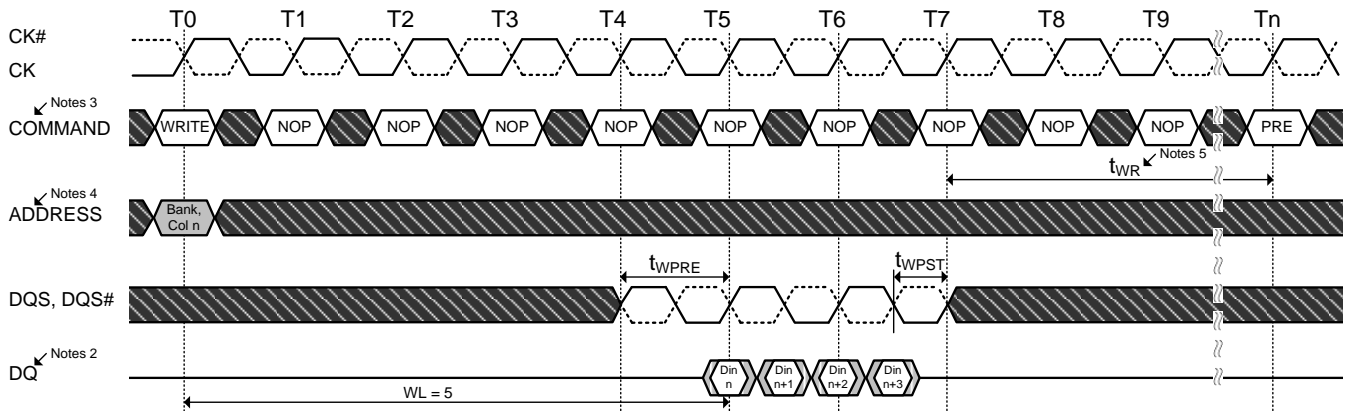 T0 T1 T2 T3 T4 T5 T6 T7 T8 T9 Tn
CK#
CK
Notes 3
COMMAND
WRITE NOP NOP NOP NOP NOP NOP NOP NOP NOP PRE
tWR
Notes 5
Notes 4
ADDRESS
Bank,
Col n
tWPRE
tWPST
DQS, DQS#
Notes 2
DQ
Din
n
Din
n+1
Din
n+2
Din
n+3
WL = 5